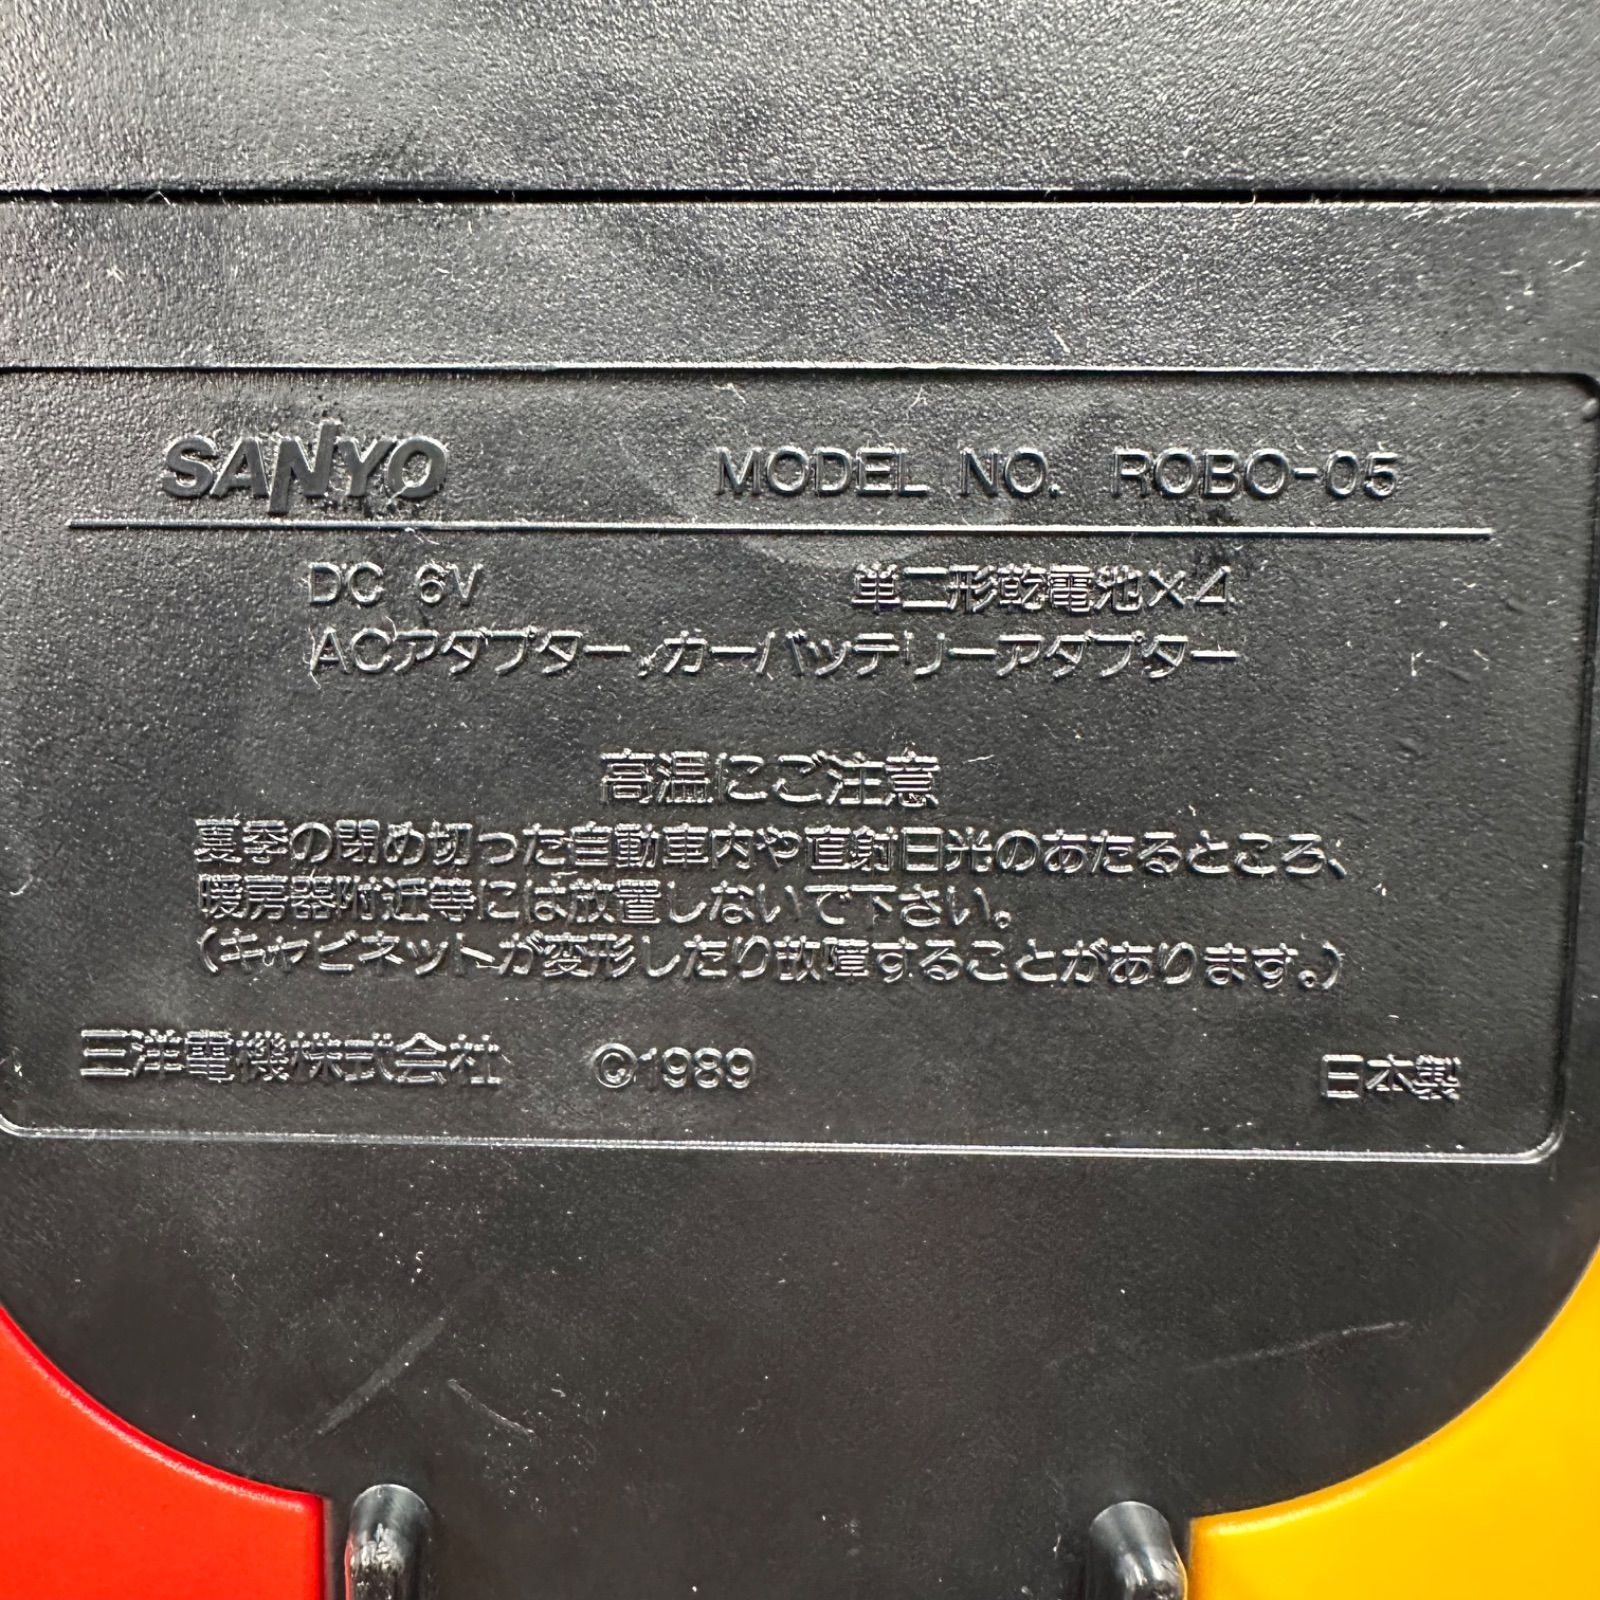 SANYO MODEL NO. ROBO-05
DC 6V 単二形乾電池×4
ACアダプター,カーバッテリーアダプター
高温にご注意
夏季の閉め切った自動車内や直射日光のあたるところ、
暖房器附近等には放置しないで下さい。
(キャビネットが変形したり故障することがあります。)
三洋電機株式会社 ©1989 日本製